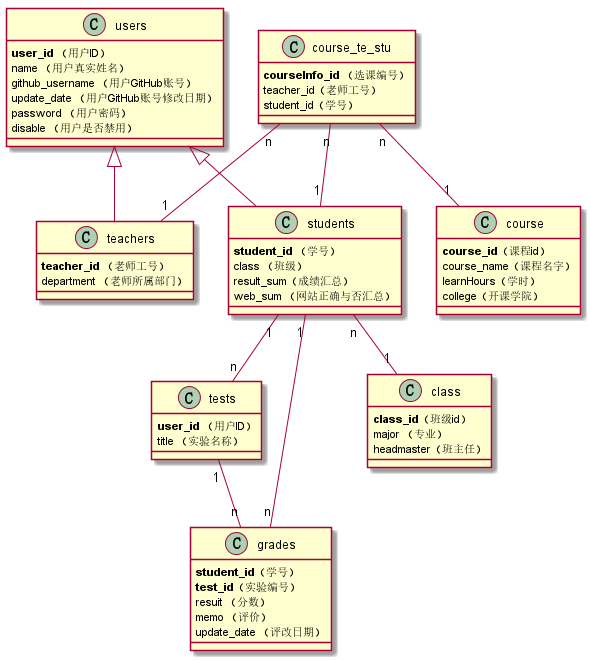 C users
user_id （用户ID）
name （用户真实姓名）
github_username （用户GitHub账号）
update_date （用户GitHub账号修改日期）
password （用户密码）
disable （用户是否禁用）
C course_te_stu
courseInfo_id （选课编号）
teacher_id（老师工号）
student_id（学号）
n n n
1 1 1
C teachers
teacher_id （老师工号）
department （老师所属部门）
C students
student_id （学号）
class （班级）
result_sum（成绩汇总）
web_sum （网站正确与否汇总）
C course
course_id（课程id）
course_name（课程名字）
learnHours（学时）
college（开课学院）
1 1 n
n 1
C tests
user_id （用户ID）
title （实验名称）
C class
class_id（班级id）
major （专业）
headmaster（班主任）
1
n n
C grades
student_id（学号）
test_id（实验编号）
resuit （分数）
memo （评价）
update_date （评改日期）